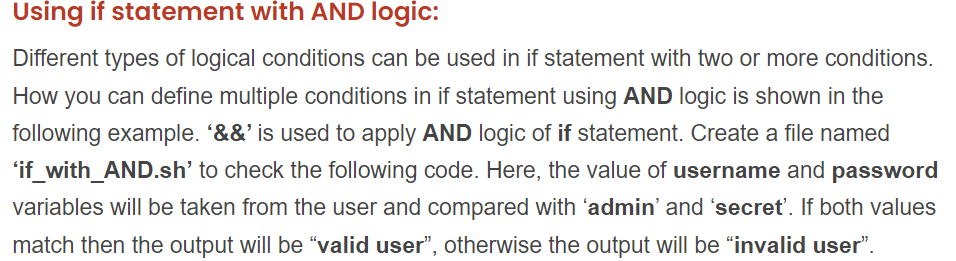 Using if statement with AND logic:
Different types of logical conditions can be used in if statement with two or more conditions.
How you can define multiple conditions in if statement using AND logic is shown in the
following example. ‘&&’ is used to apply AND logic of if statement. Create a file named
‘if_with_AND.sh’ to check the following code. Here, the value of username and password
variables will be taken from the user and compared with ‘admin’ and ‘secret’. If both values
match then the output will be “valid user”, otherwise the output will be “invalid user”.